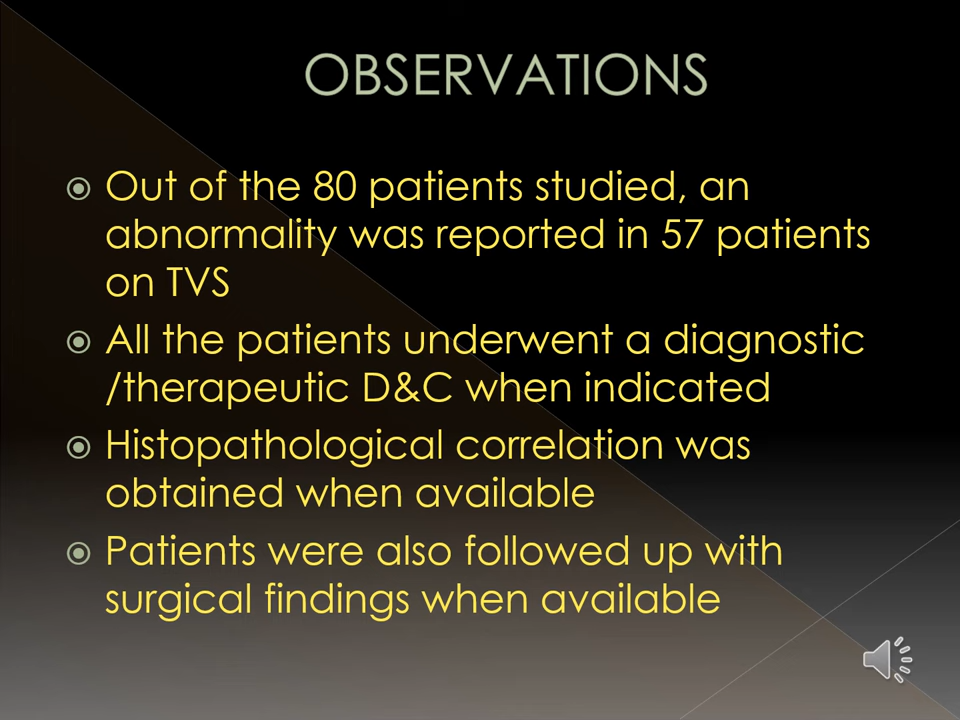 OBSERVATIONS
Out of the 80 patients studied, an
abnormality was reported in 57 patients
on TVS
All the patients underwent a diagnostic
/therapeutic D&C when indicated
Histopathological correlation was
obtained when available
Patients were also followed up with
surgical findings when available